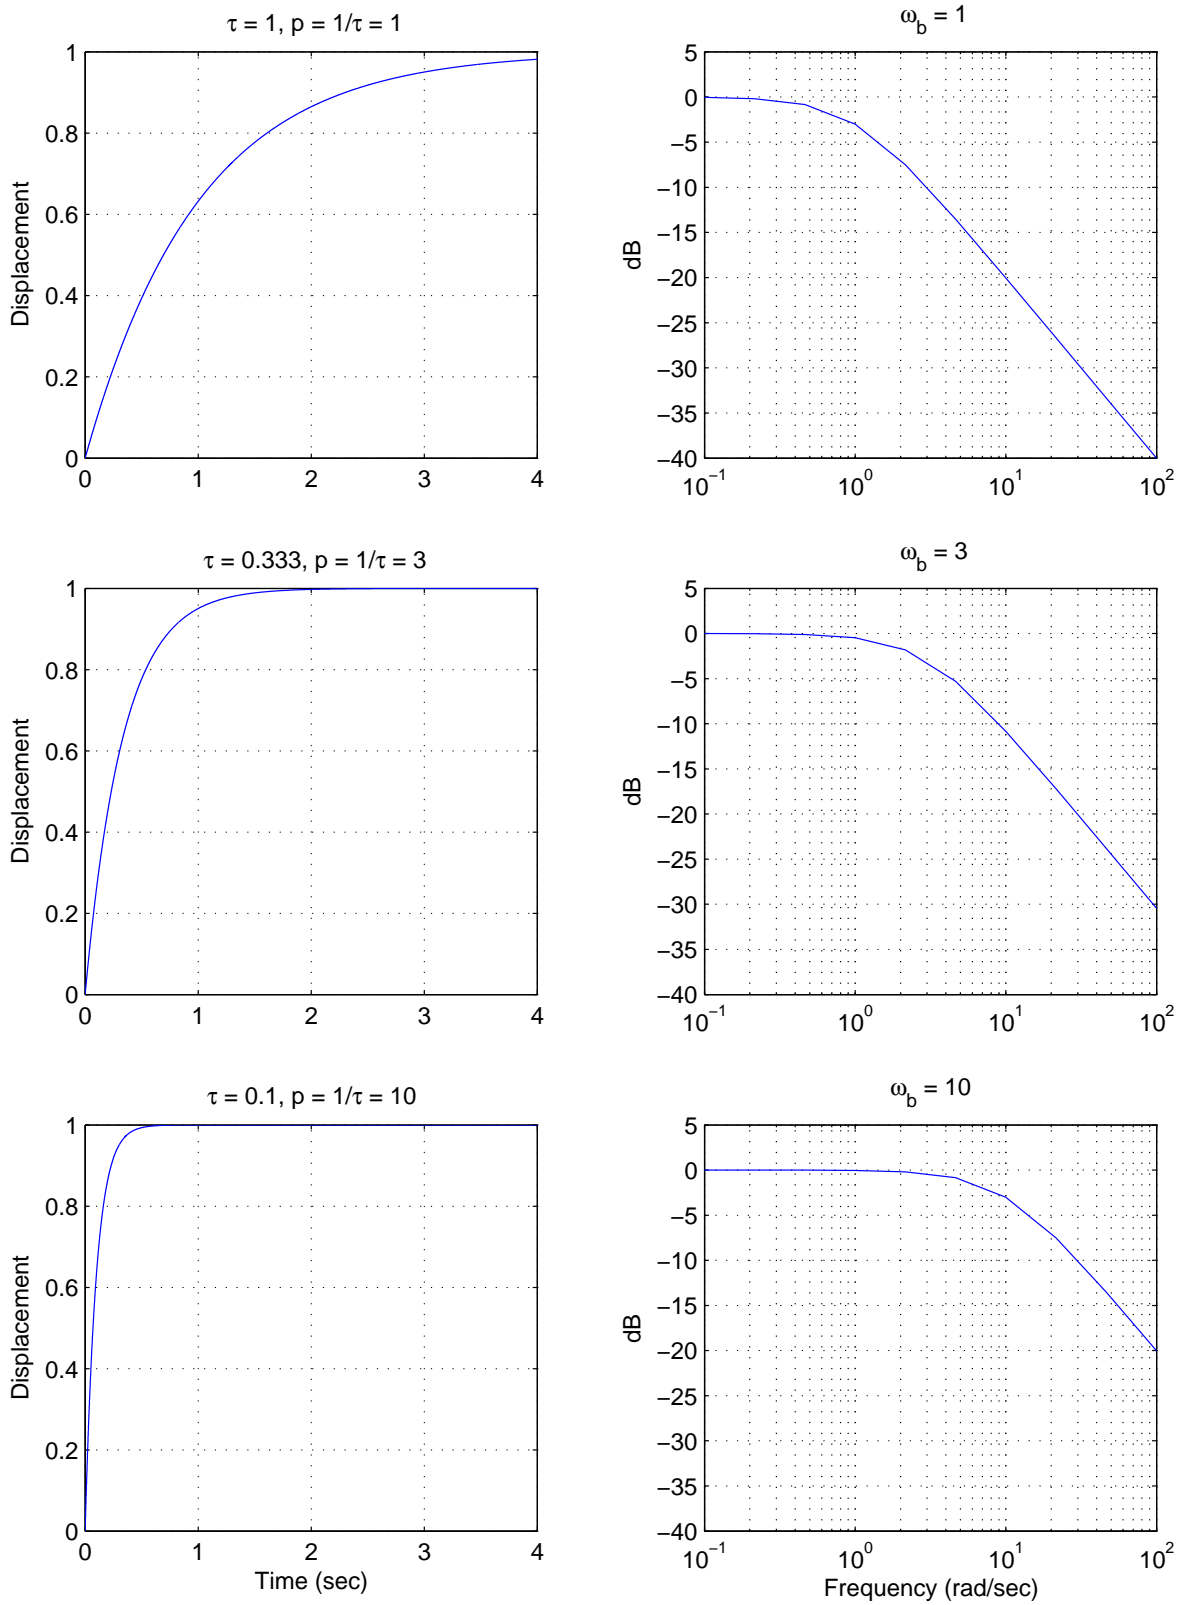 τ = 1, p = 1/τ = 1
1
0.8
0.6
0.4
0.2
0
Displacement
0 1 2 3 4
ω_b = 1
5
0
−5
−10
−15
−20
−25
−30
−35
−40
dB
10^−1 10^0 10^1 10^2
τ = 0.333, p = 1/τ = 3
1
0.8
0.6
0.4
0.2
0
Displacement
0 1 2 3 4
ω_b = 3
5
0
−5
−10
−15
−20
−25
−30
−35
−40
dB
10^−1 10^0 10^1 10^2
τ = 0.1, p = 1/τ = 10
1
0.8
0.6
0.4
0.2
0
Displacement
0 1 2 3 4
Time (sec)
ω_b = 10
5
0
−5
−10
−15
−20
−25
−30
−35
−40
dB
10^−1 10^0 10^1 10^2
Frequency (rad/sec)